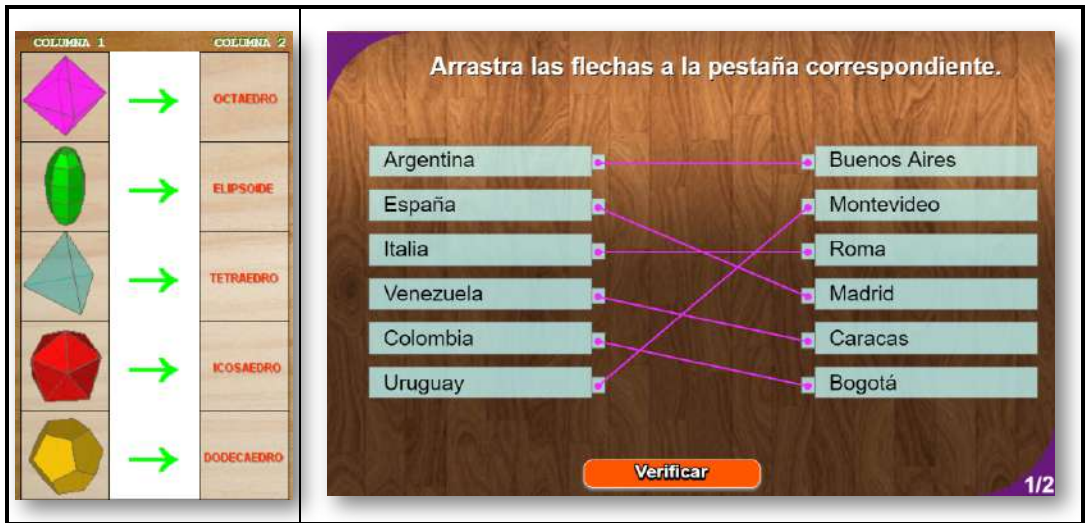 COLUMNA 1 COLUMNA 2
OCTAEDRO
ELIPSOIDE
TETRAEDRO
ICOSAEDRO
DODECAEDRO
Arrastra las flechas a la pestaña correspondiente.
Argentina Buenos Aires
España Montevideo
Italia Roma
Venezuela Madrid
Colombia Caracas
Uruguay Bogotá
Verificar
1/2